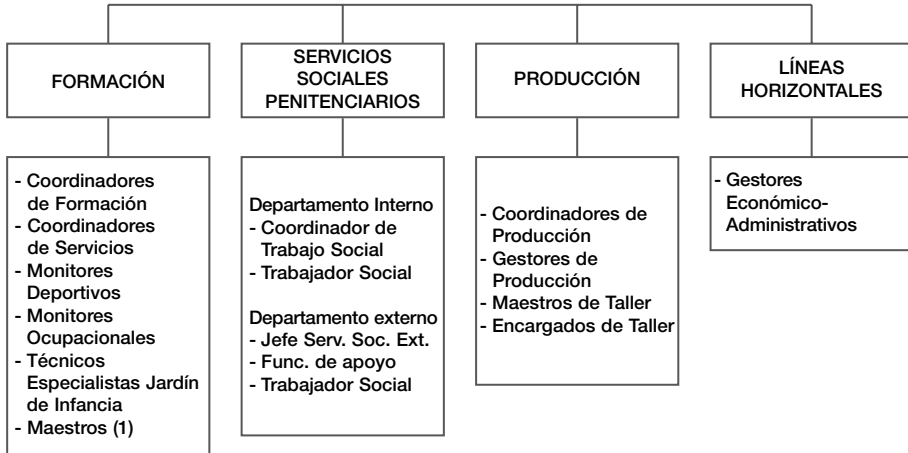 FORMACIÓN
SERVICIOS
SOCIALES
PENITENCIARIOS
PRODUCCIÓN
LÍNEAS
HORIZONTALES
- Coordinadores
de Formación
- Coordinadores
de Servicios
- Monitores
Deportivos
- Monitores
Ocupacionales
- Técnicos
Especialistas Jardín
de Infancia
- Maestros (1)
Departamento Interno
- Coordinador de
Trabajo Social
- Trabajador Social
Departamento externo
- Jefe Serv. Soc. Ext.
- Func. de apoyo
- Trabajador Social
- Coordinadores de
Producción
- Gestores de
Producción
- Maestros de Taller
- Encargados de Taller
- Gestores
Económico-
Administrativos